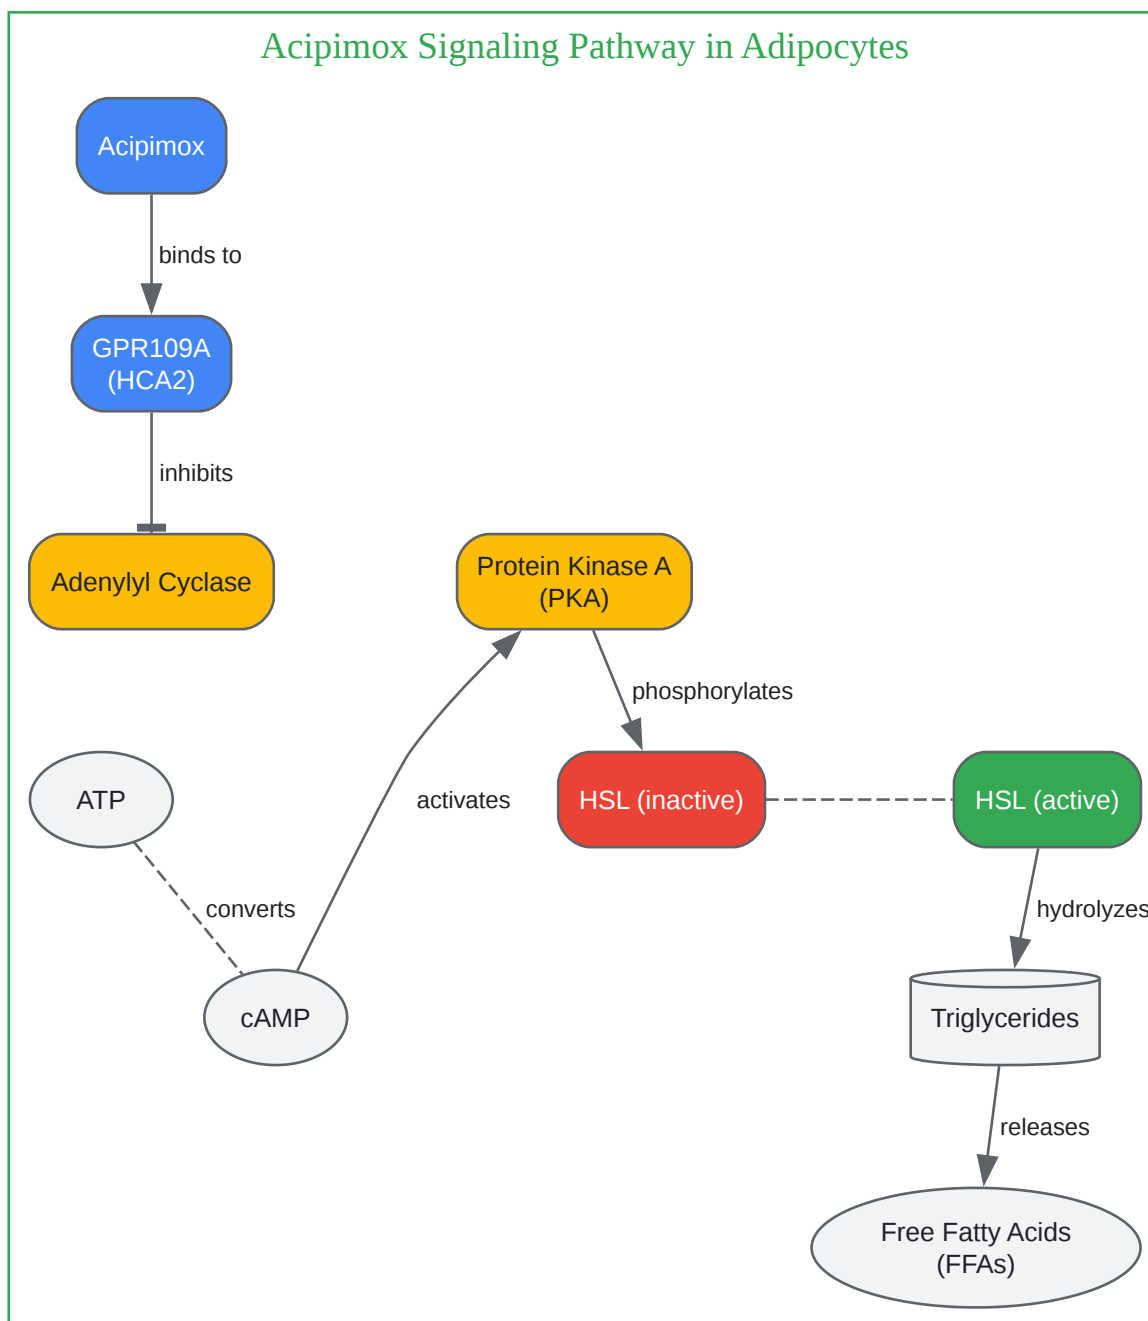 Acipimox Signaling Pathway in Adipocytes
Acipimox
binds to
GPR109A
(HCA2)
inhibits
Adenylyl Cyclase
Protein Kinase A
(PKA)
phosphorylates
ATP
activates
HSL (inactive)
HSL (active)
converts
hydrolyzes
cAMP
Triglycerides
releases
Free Fatty Acids
(FFAs)